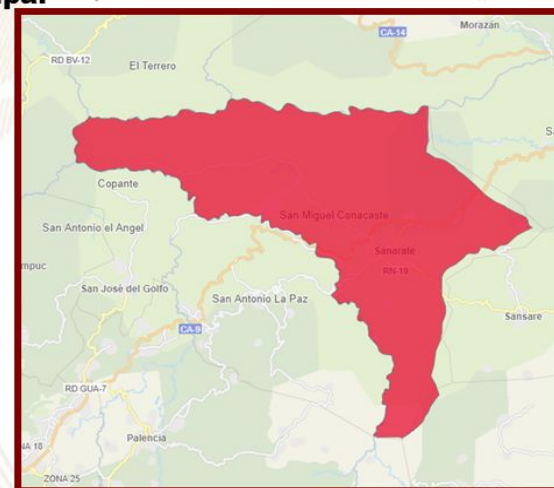 Morazán
CA-14
RD BV-12
El Terrero
Copante
San Miguel Conacaste
San Antonio el Angel
Sanarate
RN-19
San José del Golfo
San Antonio La Paz
Sansare
CA-9
RD GUA-7
Palencia
ZONA 25